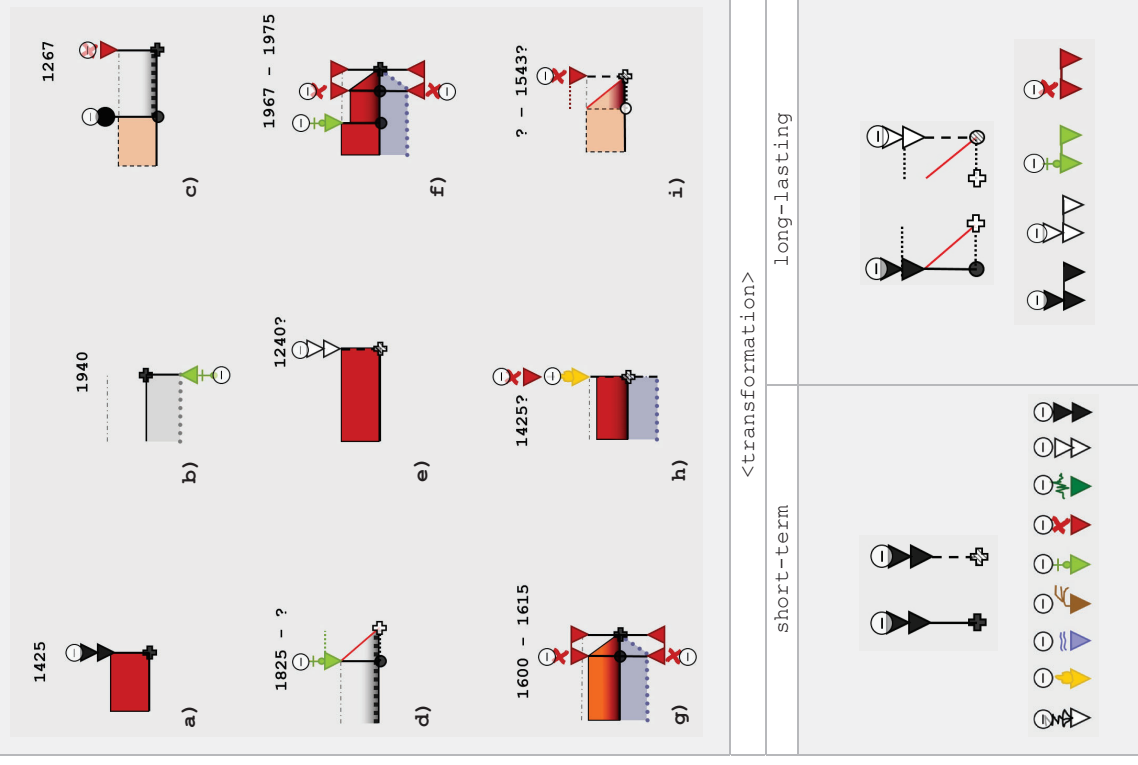 1425
1940
1267
a)
b)
c)
1825 - ?
1240?
1967 - 1975
d)
e)
f)
1600 - 1615
1425?
? - 1543?
g)
h)
i)
<transformation>
short-term
long-lasting